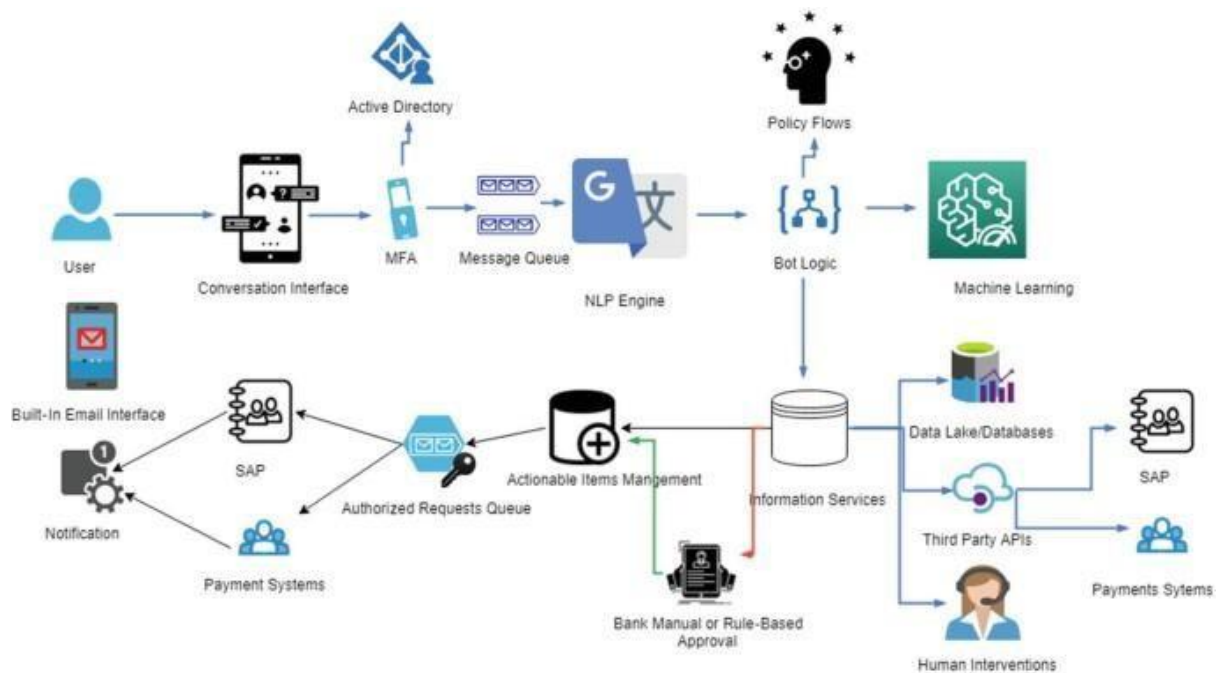 Active Directory
Policy Flows
User
Conversation Interface
?
MFA
Message Queue
G
文
NLP Engine
Bot Logic
Machine Learning
Built-In Email Interface
SAP
Authorized Requests Queue
Actionable Items Mangement
Information Services
Data Lake/Databases
SAP
1
Notification
Payment Systems
Third Party APIs
Payments Sytems
Bank Manual or Rule-Based
Approval
Human Interventions